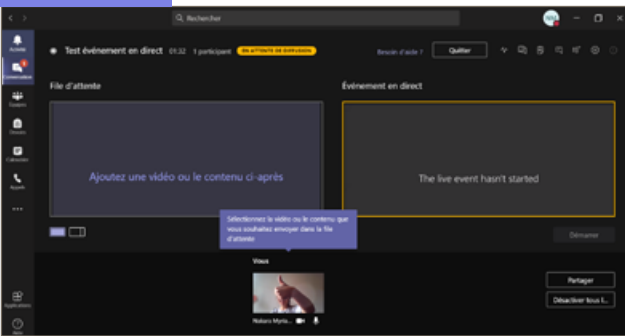 Rechercher
Activité
Conversation
Test événement en direct 01:32 1 participant EN ATTENTE DE DIFFUSION
Besoin d'aide ?
Quitter
Équipes
Devoirs
Calendrier
Appels
File d'attente
Événement en direct
Ajoutez une vidéo ou le contenu ci-après
The live event hasn't started
Sélectionnez la vidéo ou le contenu que
vous souhaitez envoyer dans la file
d'attente
Démarrer
Vous
Partager
Désactiver tous l...
Applications
Aide